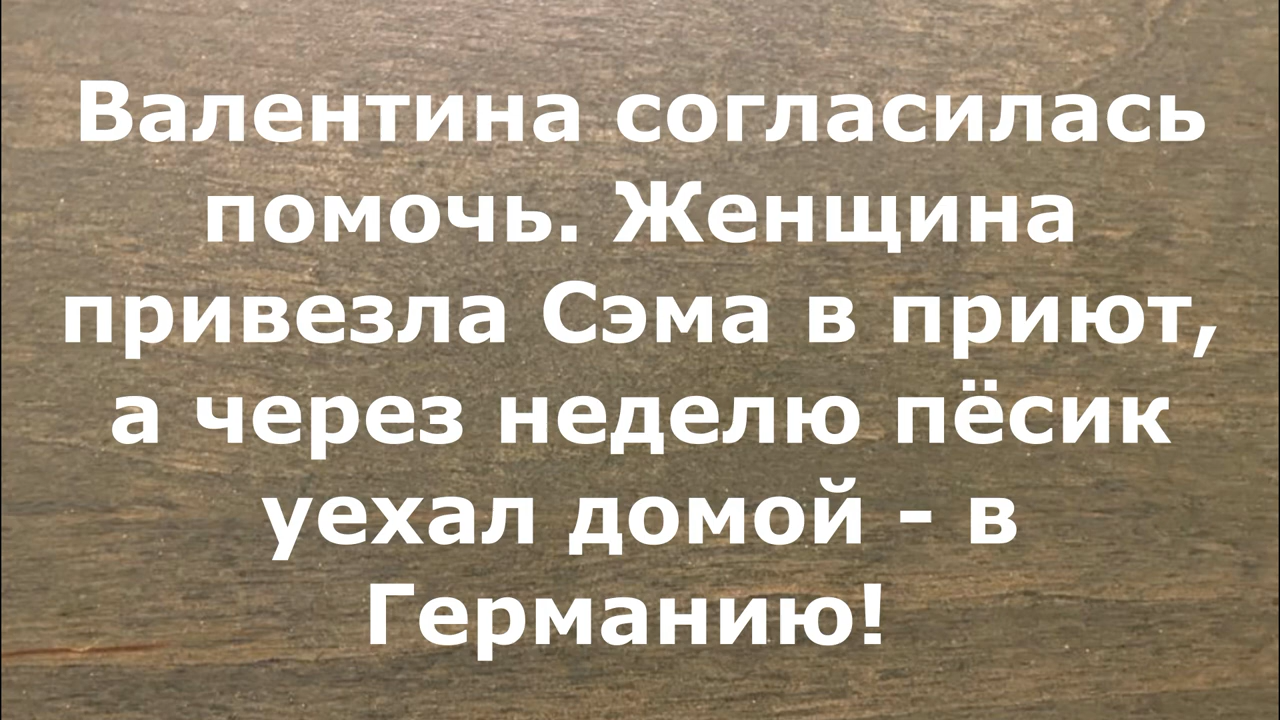 Валентина согласилась
помочь. Женщина
привезла Сэма в приют,
а через неделю пёсик
уехал домой - в
Германию!